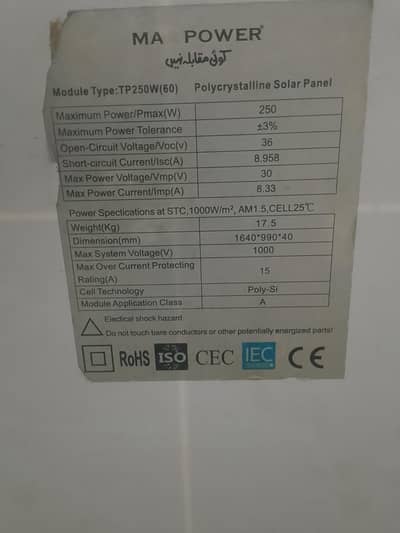 MA POWER
کوئی مقابلہ نہیں
Module Type:TP250W(60) Polycrystalline Solar Panel
Maximum Power/Pmax(W) 250
Maximum Power Tolerance ±3%
Open-Circuit Voltage/Voc(v) 36
Short-circuit Current/Isc(A) 8.958
Max Power Voltage/Vmp(V) 30
Max Power Current/Imp(A) 8.33
Power Spectications at STC,1000W/m², AM1.5,CELL25℃
Weight(Kg) 17.5
Dimension(mm) 1640*990*40
Max System Voltage(V) 1000
Max Over Current Protecting
Rating(A) 15
Cell Technology Poly-Si
Module Application Class A
Electical shock hazard
Do not touch bare conductors or other potentially energized parts!
RoHS ISO CEC IEC CE